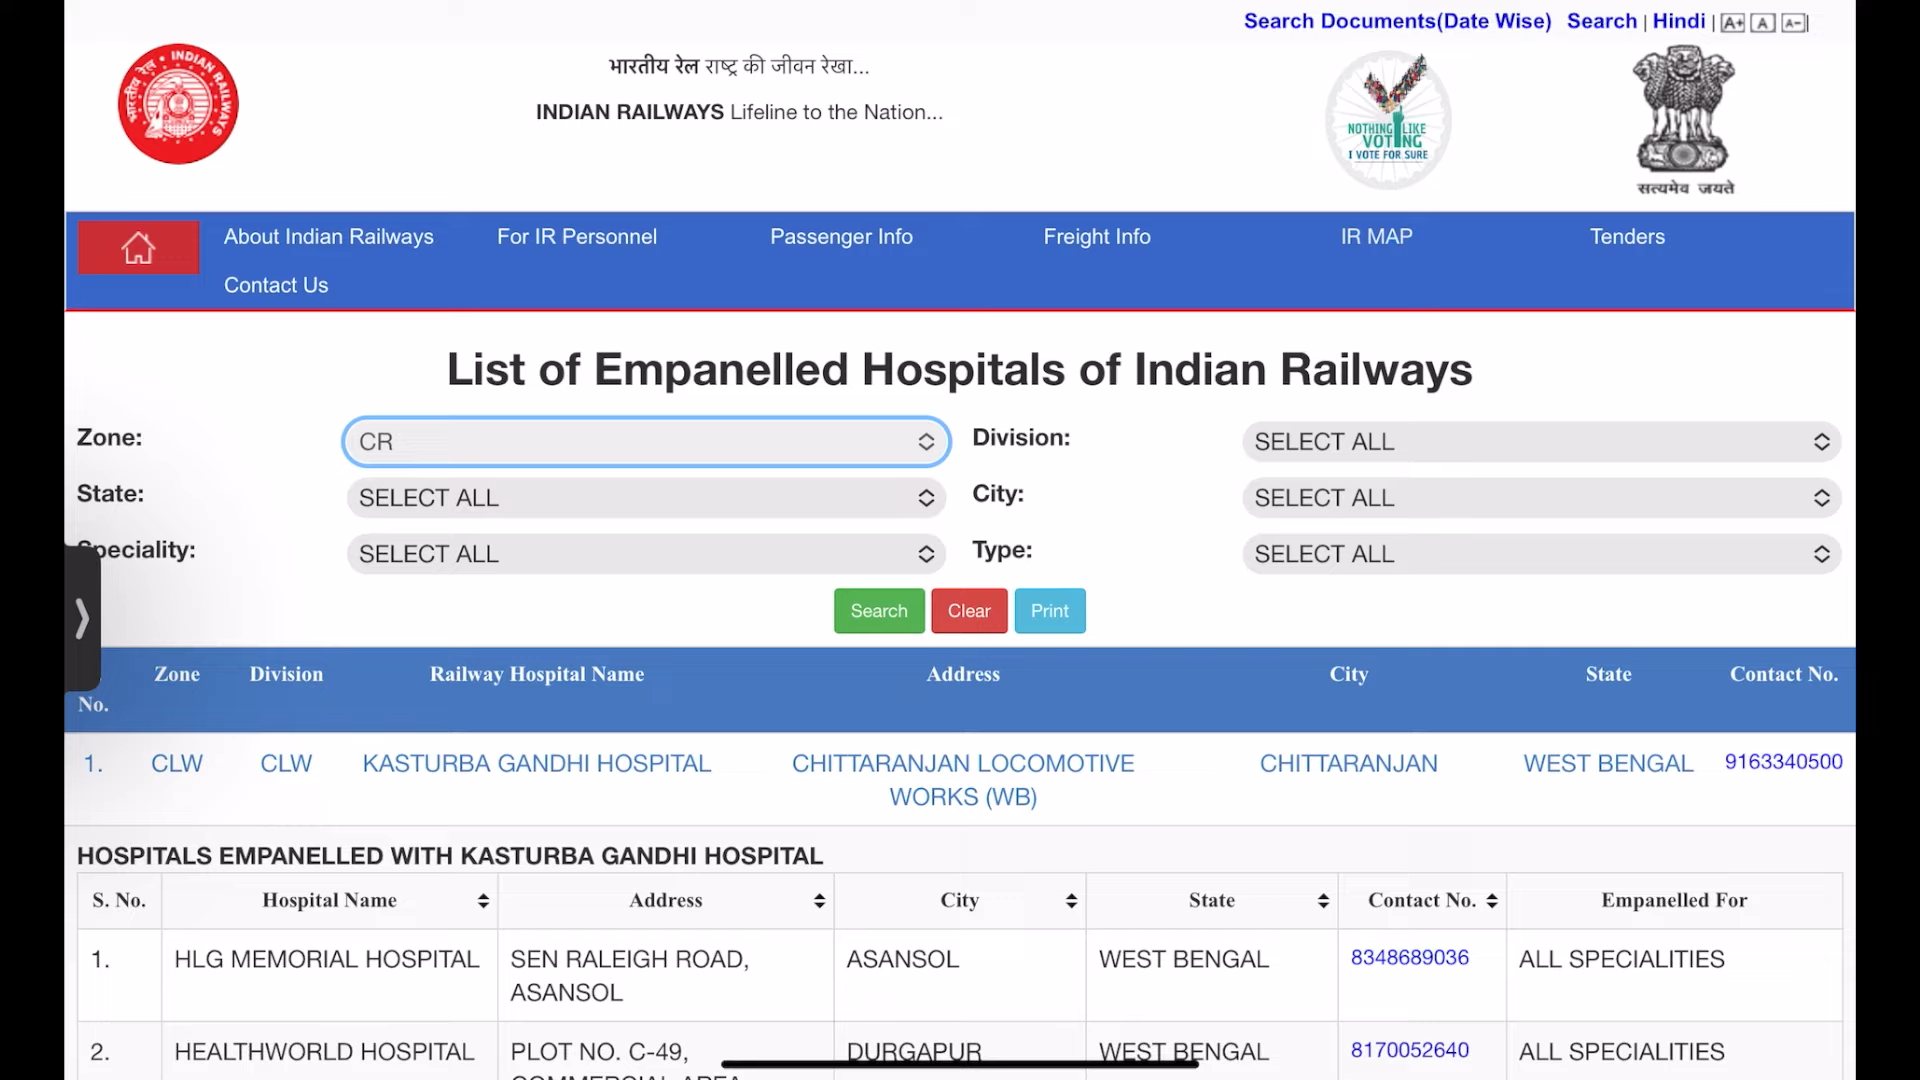 Search Documents(Date Wise) Search | Hindi | A+ A A- |
भारतीय रेल राष्ट्र की जीवन रेखा...
INDIAN RAILWAYS Lifeline to the Nation...
भारतीय रेल • INDIAN RAILWAYS
NOTHING LIKE
VOTING
I VOTE FOR SURE
सत्यमेव जयते
About Indian Railways For IR Personnel Passenger Info Freight Info IR MAP Tenders
Contact Us
List of Empanelled Hospitals of Indian Railways
Zone: CR Division: SELECT ALL
State: SELECT ALL City: SELECT ALL
Speciality: SELECT ALL Type: SELECT ALL
Search Clear Print
Zone Division Railway Hospital Name Address City State Contact No.
No.
1. CLW CLW KASTURBA GANDHI HOSPITAL CHITTARANJAN LOCOMOTIVE CHITTARANJAN WEST BENGAL 9163340500
WORKS (WB)
HOSPITALS EMPANELLED WITH KASTURBA GANDHI HOSPITAL
S. No. Hospital Name Address City State Contact No. Empanelled For
1. HLG MEMORIAL HOSPITAL SEN RALEIGH ROAD, ASANSOL WEST BENGAL 8348689036 ALL SPECIALITIES
ASANSOL
2. HEALTHWORLD HOSPITAL PLOT NO. C-49, DURGAPUR WEST BENGAL 8170052640 ALL SPECIALITIES
COMMERCIAL AREA